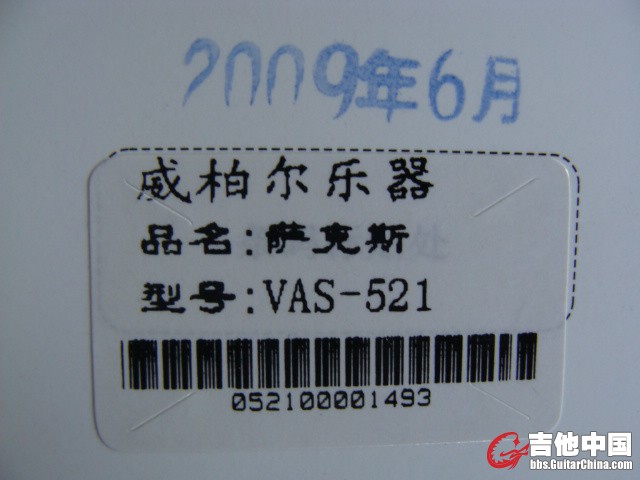 2009年6月
威柏尔乐器
品名:萨克斯
型号:VAS-521
052100001493
吉他中国
bbs.GuitarChina.com